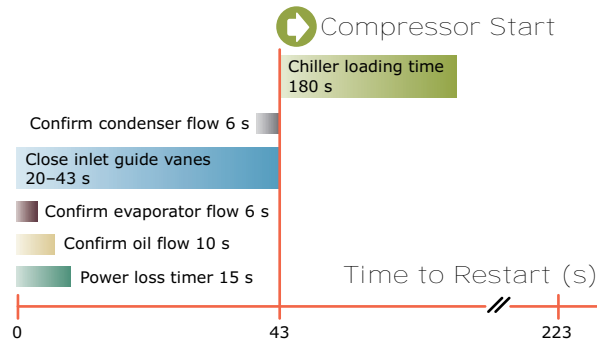 Compressor Start
Chiller loading time
180 s
Confirm condenser flow 6 s
Close inlet guide vanes
20–43 s
Confirm evaporator flow 6 s
Confirm oil flow 10 s
Power loss timer 15 s
Time to Restart (s)
0
43
223